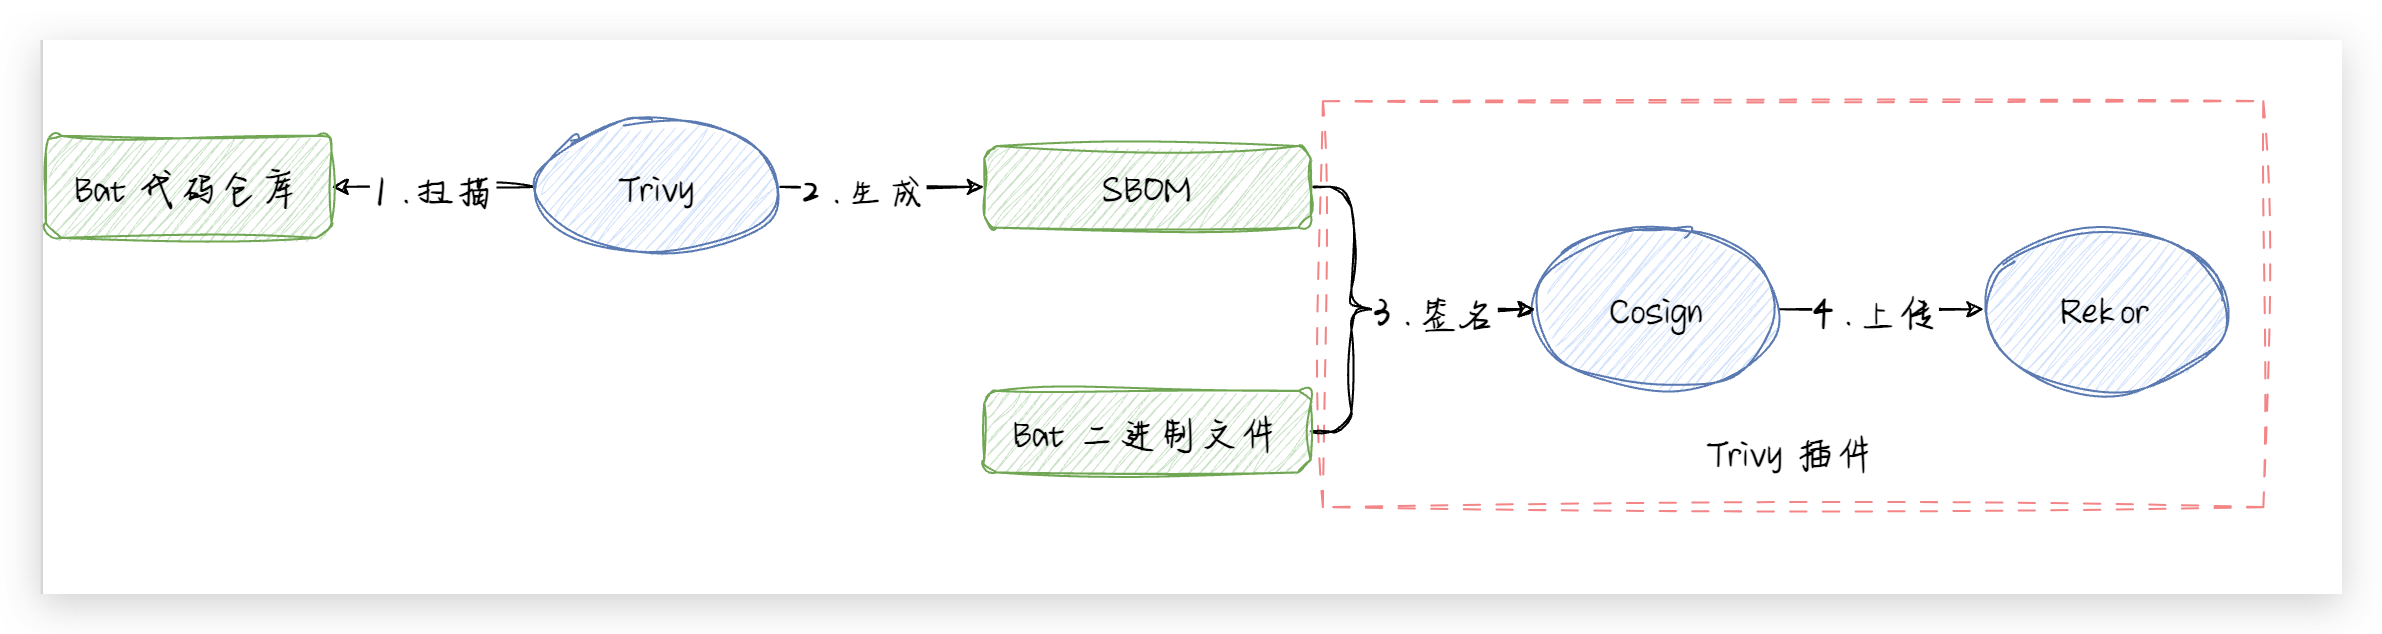 Bat 代码仓库
1.扫描
Trivy
2.生成
SBOM
Bat 二进制文件
3.签名
Cosign
4.上传
Rekor
Trivy 插件